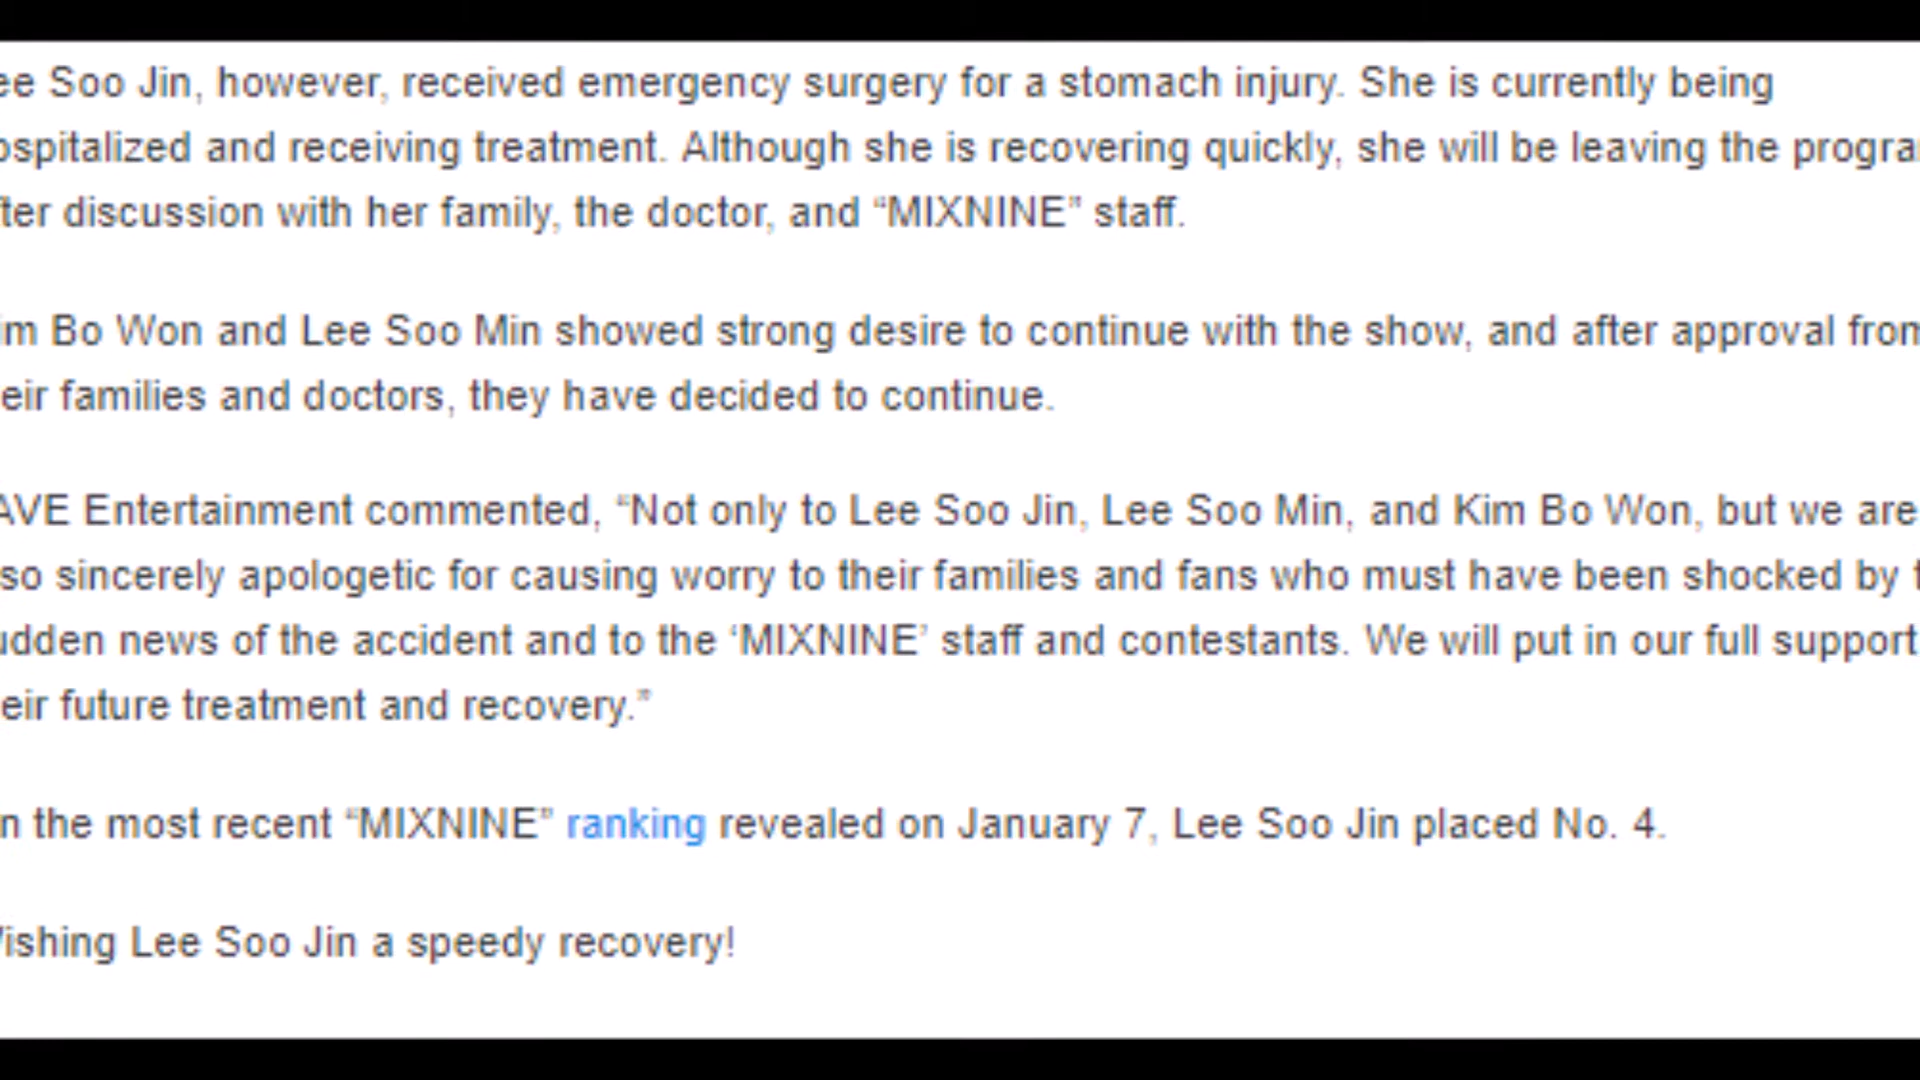 ee Soo Jin, however, received emergency surgery for a stomach injury. She is currently being
ospitalized and receiving treatment. Although she is recovering quickly, she will be leaving the progra
fter discussion with her family, the doctor, and “MIXNINE” staff.
im Bo Won and Lee Soo Min showed strong desire to continue with the show, and after approval from
eir families and doctors, they have decided to continue.
AVE Entertainment commented, “Not only to Lee Soo Jin, Lee Soo Min, and Kim Bo Won, but we are
so sincerely apologetic for causing worry to their families and fans who must have been shocked by t
udden news of the accident and to the ‘MIXNINE’ staff and contestants. We will put in our full support
eir future treatment and recovery.”
n the most recent “MIXNINE” ranking revealed on January 7, Lee Soo Jin placed No. 4.
ishing Lee Soo Jin a speedy recovery!